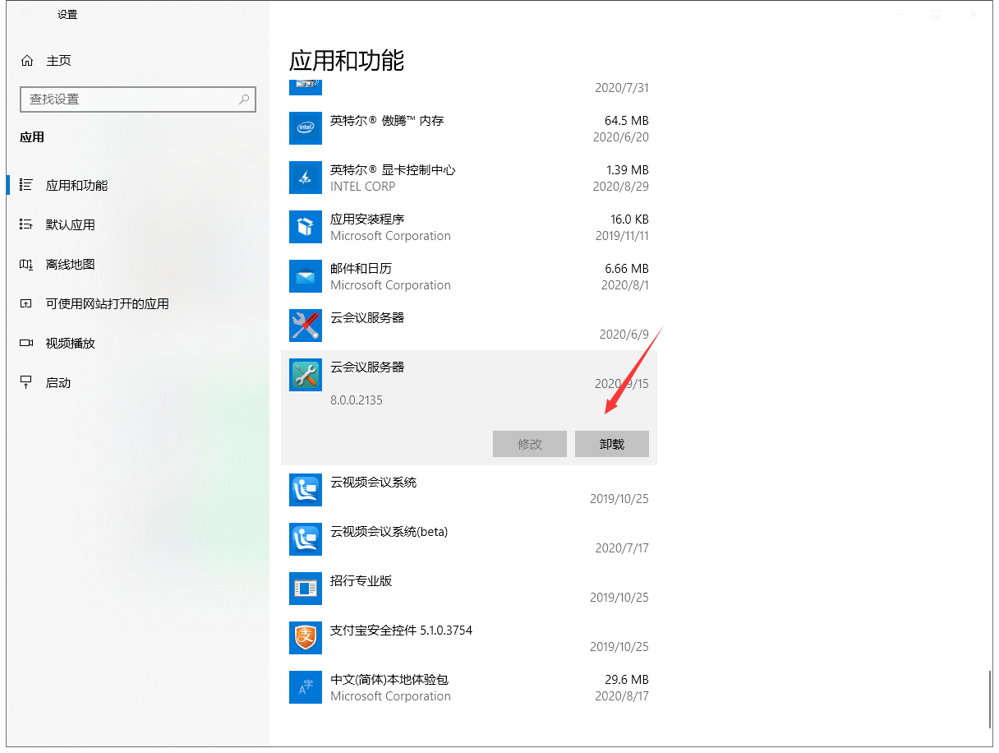 设置
主页
查找设置
应用
应用和功能
默认应用
离线地图
可使用网站打开的应用
视频播放
启动
应用和功能
2020/7/31
intel
英特尔® 傲腾™ 内存
64.5 MB
2020/6/20
英特尔® 显卡控制中心
1.39 MB
INTEL CORP
2020/8/29
应用安装程序
16.0 KB
Microsoft Corporation
2019/11/11
邮件和日历
6.66 MB
Microsoft Corporation
2020/8/1
云会议服务器
2020/6/9
云会议服务器
2020/9/15
8.0.0.2135
修改
卸载
云视频会议系统
2019/10/25
云视频会议系统(beta)
2020/7/17
招行专业版
2019/10/25
支
支付宝安全控件 5.1.0.3754
2019/10/25
A字
中文(简体)本地体验包
29.6 MB
Microsoft Corporation
2020/8/17